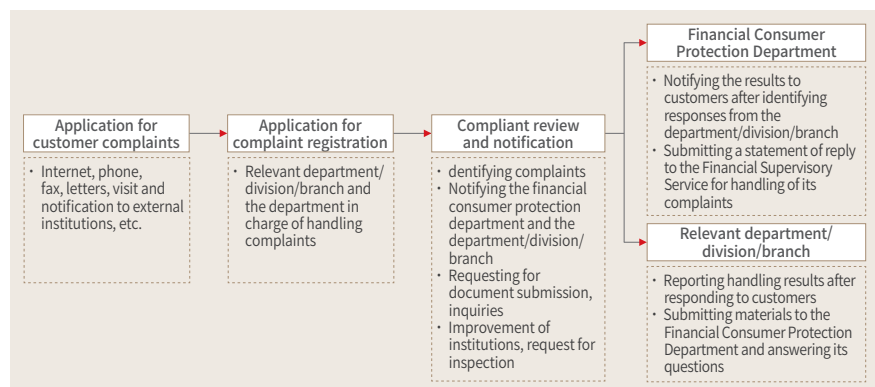 Application for
customer complaints
· Internet, phone,
fax, letters, visit and
notification to external
institutions, etc.
Application for
complaint registration
· Relevant department/
division/branch and
the department in
charge of handling
complaints
Compliant review
and notification
· dentifying complaints
· Notifying the financial
consumer protection
department and the
department/division/
branch
· Requesting for
document submission,
inquiries
· Improvement of
institutions, request for
inspection
Financial Consumer
Protection Department
· Notifying the results to
customers after identifying
responses from the
department/division/branch
· Submitting a statement of reply
to the Financial Supervisory
Service for handling of its
complaints
Relevant department/
division/branch
· Reporting handling results after
responding to customers
· Submitting materials to the
Financial Consumer Protection
Department and answering its
questions